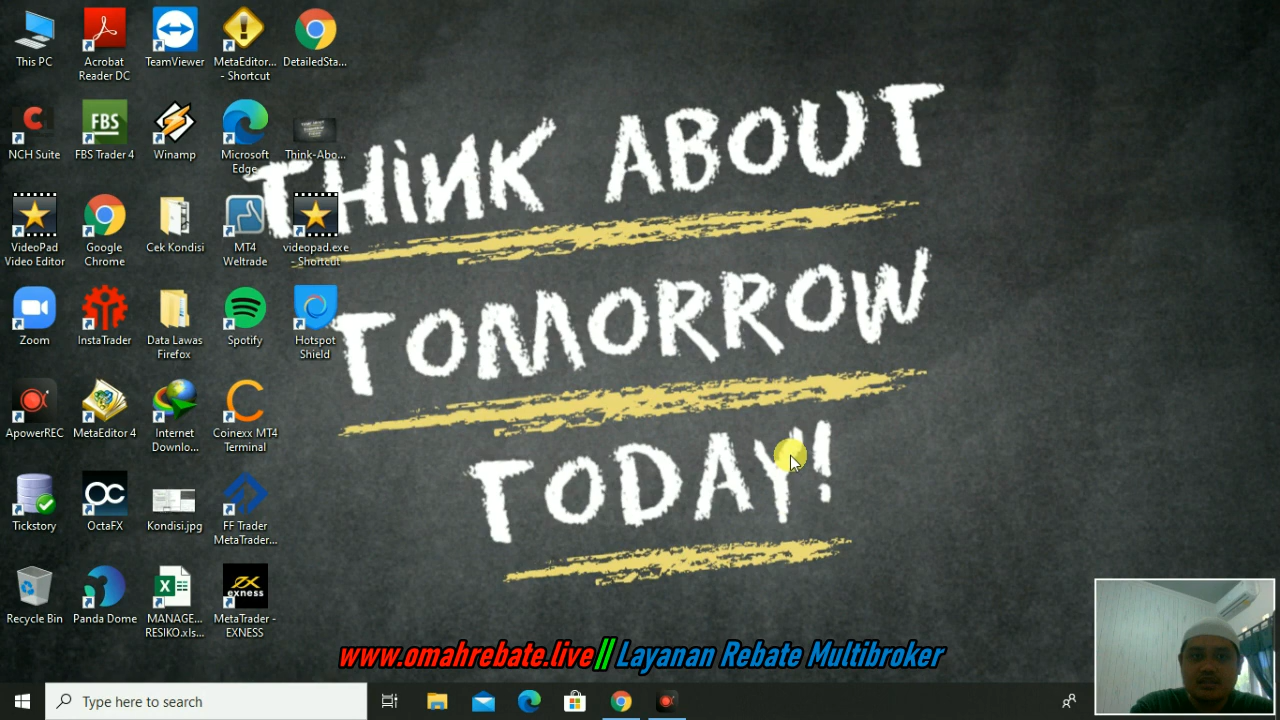 THINK ABOUT
TOMORROW
TODAY!
This PC
Acrobat
Reader DC
TeamViewer
MetaEditor...
- Shortcut
DetailedSta...
NCH Suite
FBS
FBS Trader 4
Winamp
Microsoft
Edge
Think-Abo...
VideoPad
Video Editor
Google
Chrome
Cek Kondisi
MT4
Weltrade
videopad.exe
- Shortcut
Zoom
InstaTrader
Data Lawas
Firefox
Spotify
Hotspot
Shield
ApowerREC
MetaEditor 4
Internet
Downlo...
Coinexx MT4
Terminal
Tickstory
OC
OctaFX
Kondisi.jpg
FF Trader
MetaTrader...
Recycle Bin
Panda Dome
MANAGE...
RESIKO.xls...
exness
MetaTrader -
EXNESS
www.omahrebate.live || Layanan Rebate Multibroker
Type here to search